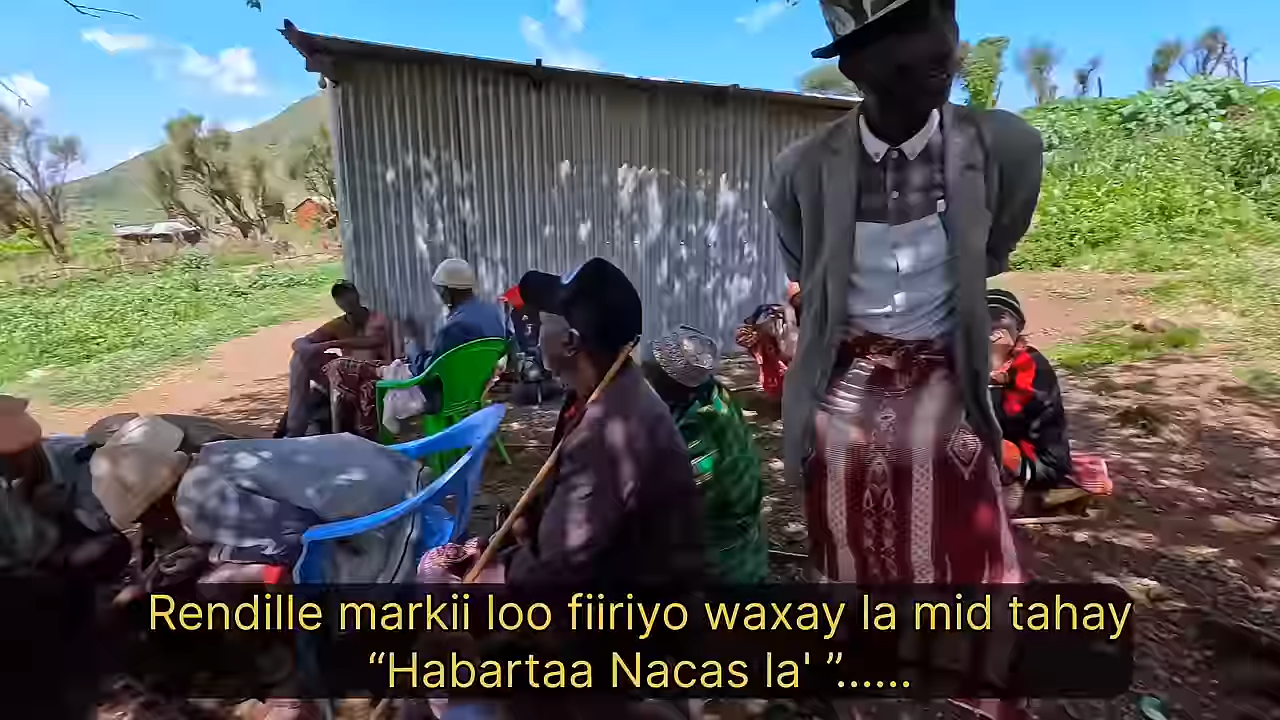 Rendille markii loo fiiriyo waxay la mid tahay
“Habartaa Nacas la' ”......